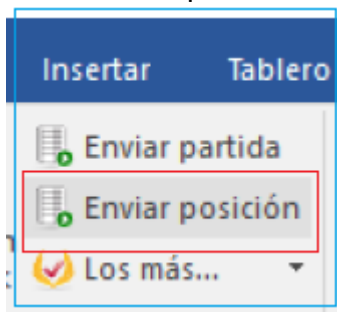 Insertar Tablero
Enviar partida
Enviar posición
Los más...